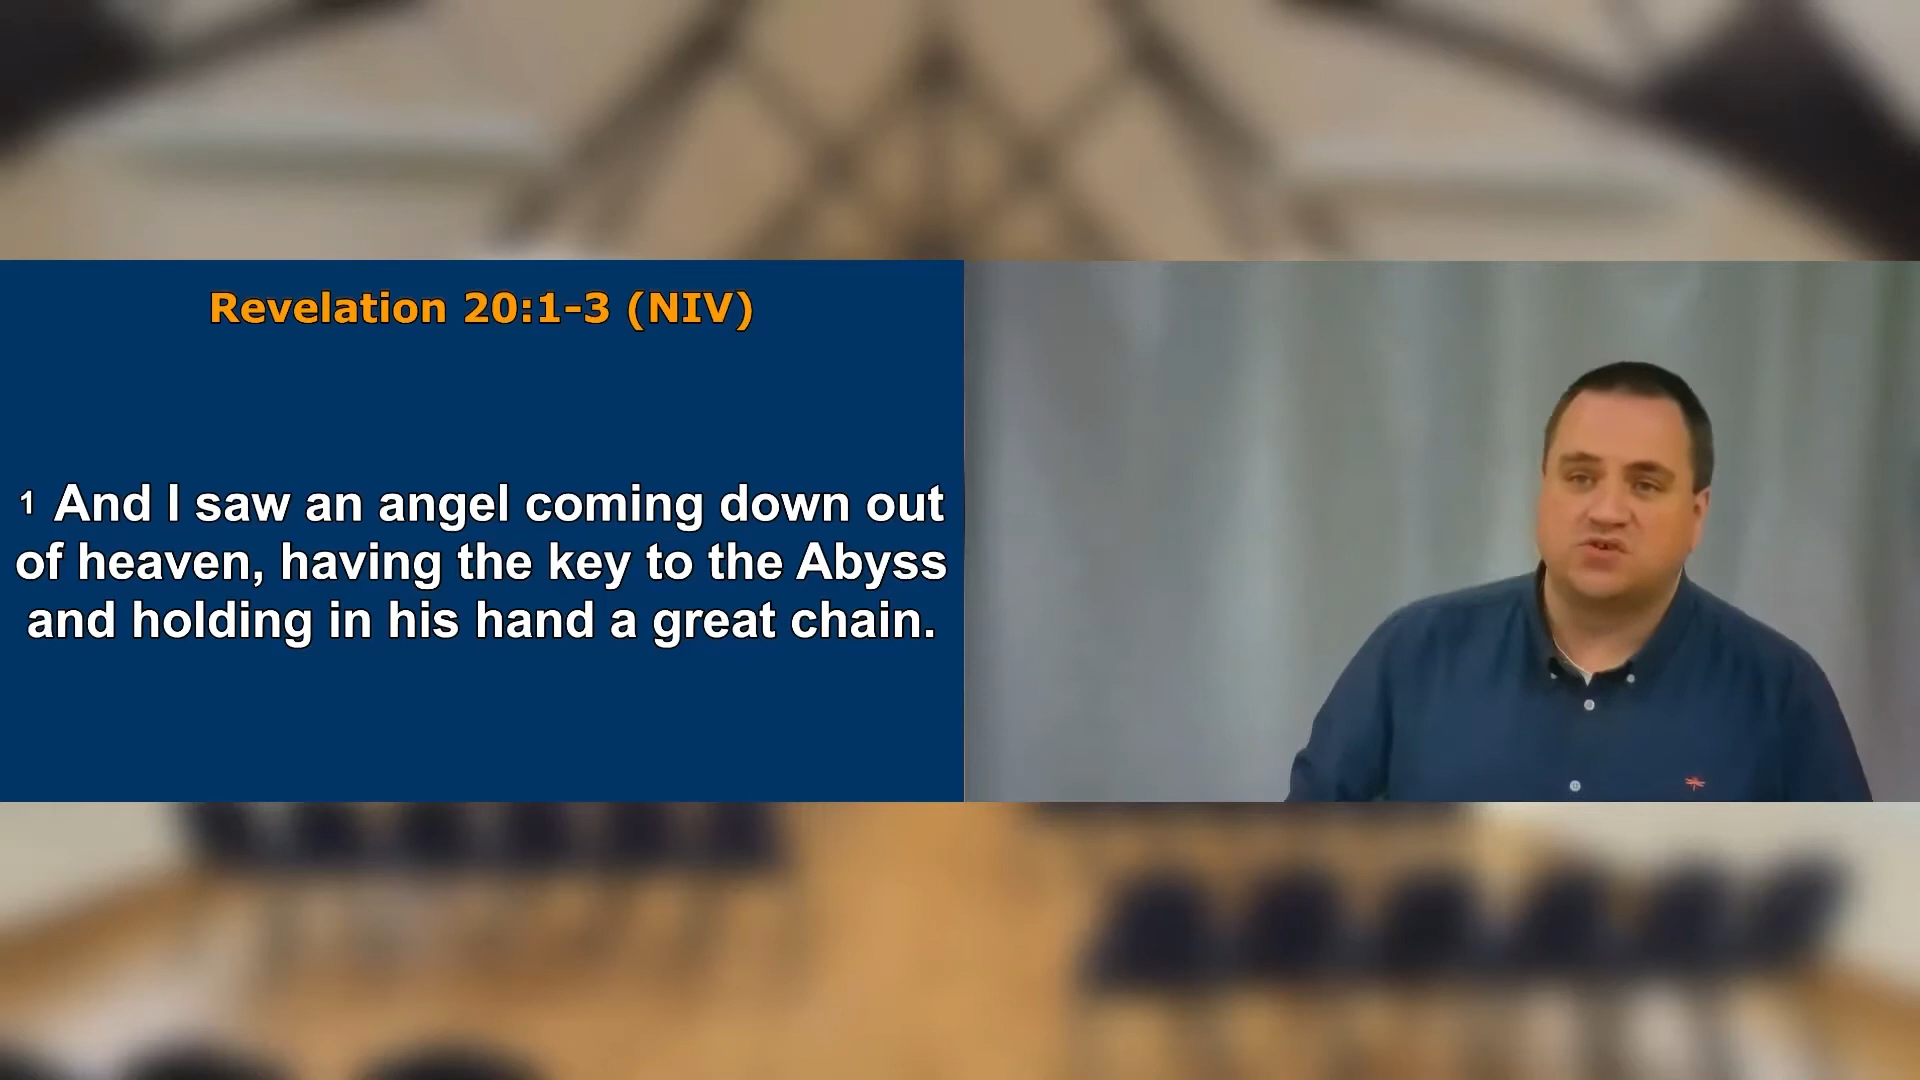 Revelation 20:1-3 (NIV)
1 And I saw an angel coming down out
of heaven, having the key to the Abyss
and holding in his hand a great chain.